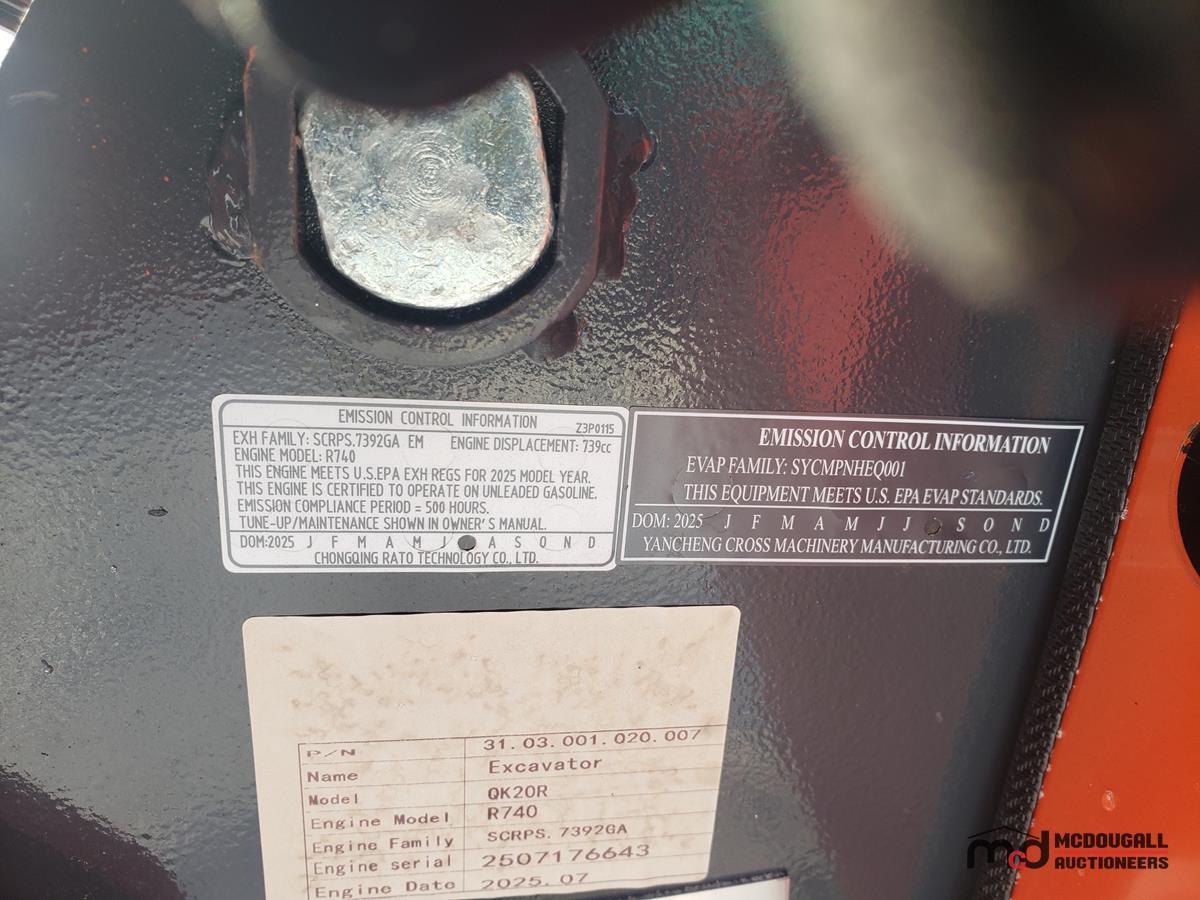 EMISSION CONTROL INFORMATION Z3P0115
EXH FAMILY: SCRPS.7392GA EM ENGINE DISPLACEMENT: 739cc
ENGINE MODEL: R740
THIS ENGINE MEETS U.S.EPA EXH REGS FOR 2025 MODEL YEAR.
THIS ENGINE IS CERTIFIED TO OPERATE ON UNLEADED GASOLINE.
EMISSION COMPLIANCE PERIOD = 500 HOURS.
TUNE-UP/MAINTENANCE SHOWN IN OWNER'S MANUAL.
DOM:2025 J F M A M J A S O N D
CHONGQING RATO TECHNOLOGY CO., LTD.
EMISSION CONTROL INFORMATION
EVAP FAMILY: SYCMPNHEQ001
THIS EQUIPMENT MEETS U.S. EPA EVAP STANDARDS.
DOM: 2025 J F M A M J J S O N D
YANCHENG CROSS MACHINERY MANUFACTURING CO., LTD.
P/N 31.03.001.020.007
Name Excavator
Model QK20R
Engine Model R740
Engine Family SCRPS.7392GA
Engine serial 2507176643
Engine Date 2025.07
mcd MCDOUGALL
AUCTIONEERS